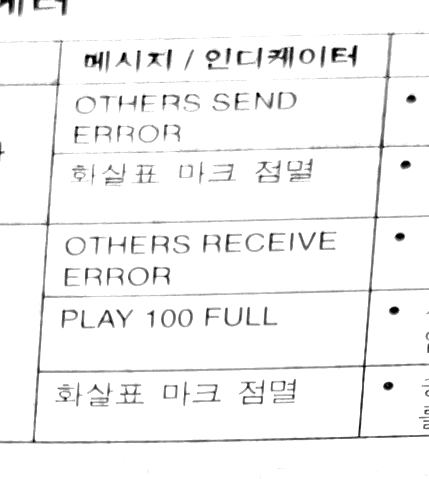 메시지 / 인디케이터
OTHERS SEND
ERROR
화살표 마크 점멸
OTHERS RECEIVE
ERROR
PLAY 100 FULL
화살표 마크 점멸